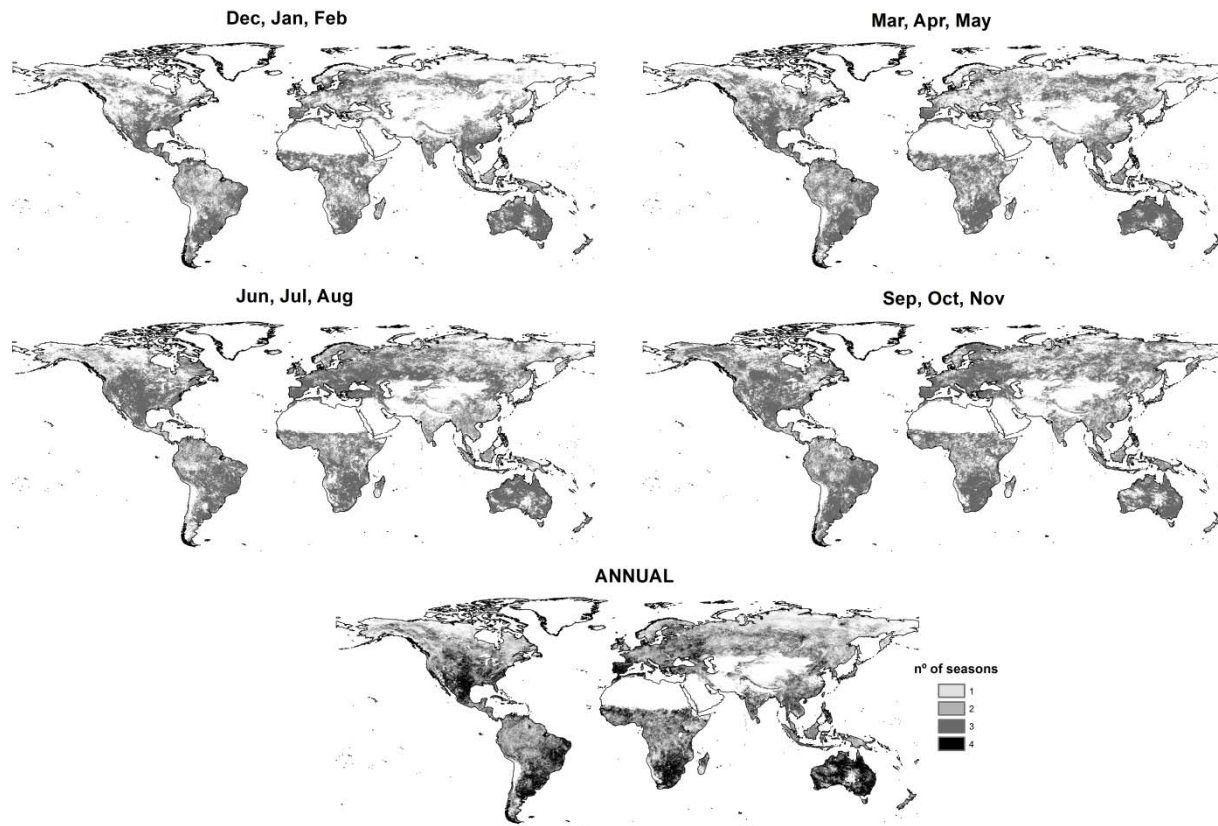 Dec, Jan, Feb
Mar, Apr, May
Jun, Jul, Aug
Sep, Oct, Nov
ANNUAL
nº of seasons
1
2
3
4